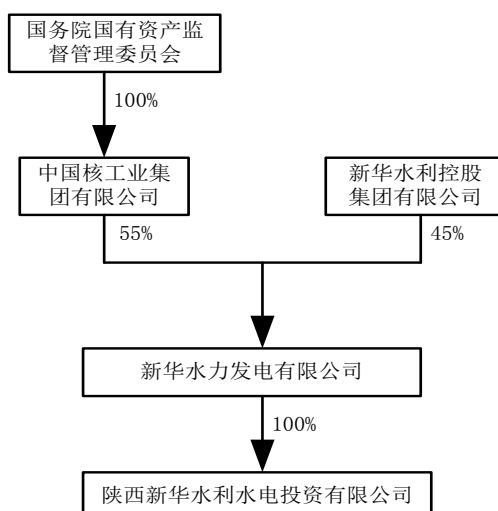 国务院国有资产监
督管理委员会
100%
中国核工业集
团有限公司
新华水利控股
集团有限公司
55%
45%
新华水力发电有限公司
100%
陕西新华水利水电投资有限公司